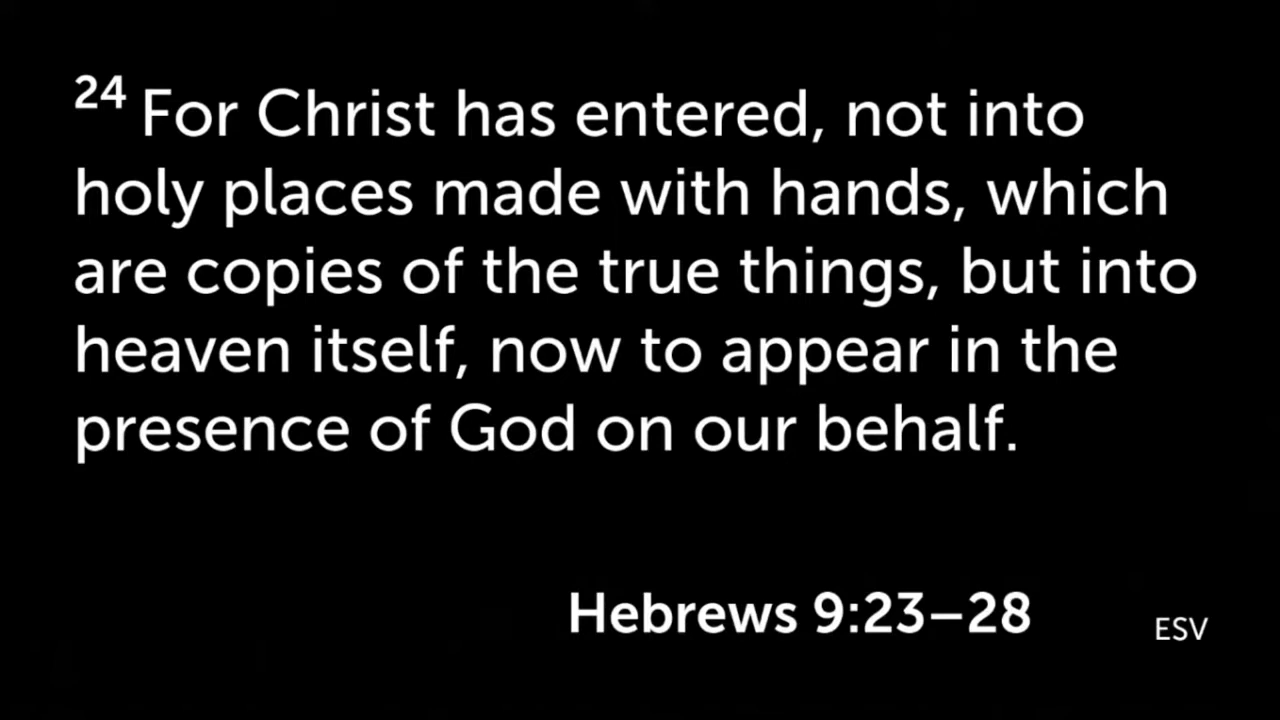 24 For Christ has entered, not into
holy places made with hands, which
are copies of the true things, but into
heaven itself, now to appear in the
presence of God on our behalf.
Hebrews 9:23–28
ESV